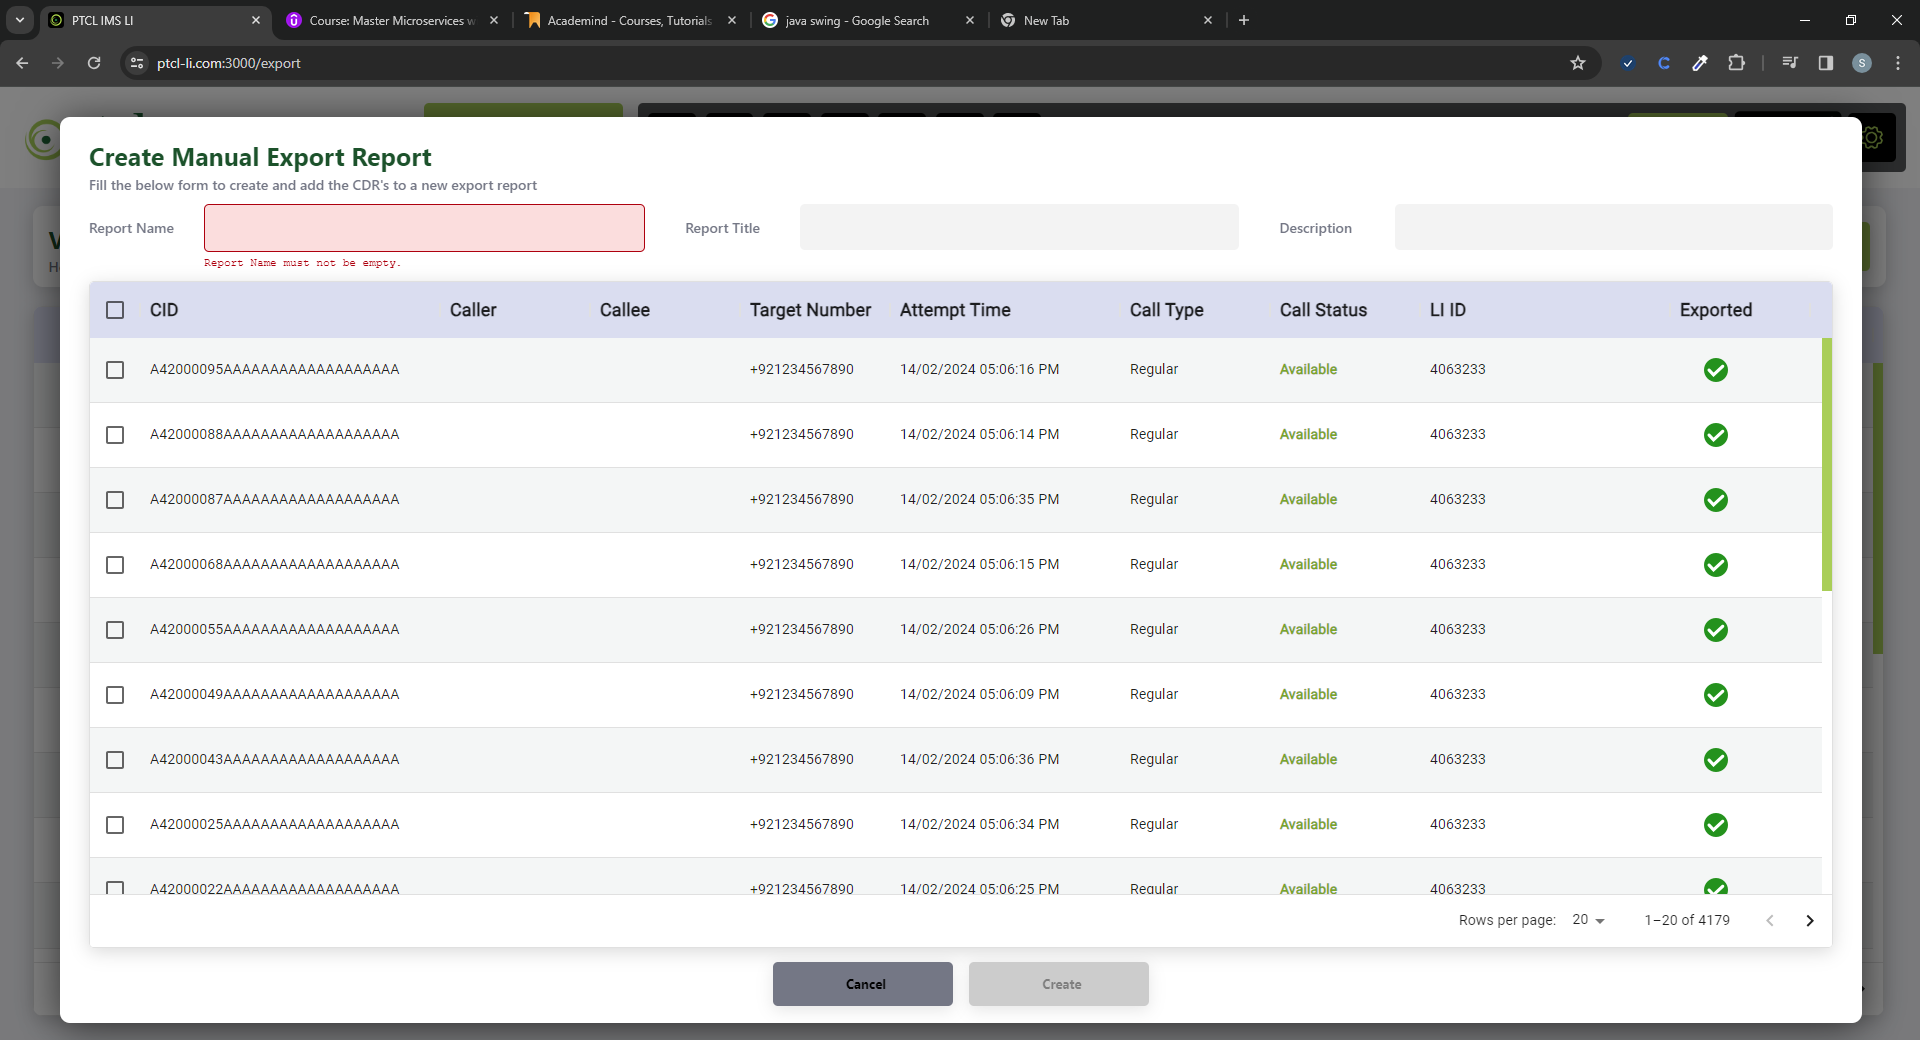 PTCL IMS LI
Course: Master Microservices w
Academind - Courses, Tutorials
java swing - Google Search
New Tab
ptcl-li.com:3000/export
S
Create Manual Export Report
Fill the below form to create and add the CDR's to a new export report
Report Name
Report Title
Description
Report Name must not be empty.
CID Caller Callee Target Number Attempt Time Call Type Call Status LI ID Exported
A42000095AAAAAAAAAAAAAAAAAAA +921234567890 14/02/2024 05:06:16 PM Regular Available 4063233
A42000088AAAAAAAAAAAAAAAAAAA +921234567890 14/02/2024 05:06:14 PM Regular Available 4063233
A42000087AAAAAAAAAAAAAAAAAAA +921234567890 14/02/2024 05:06:35 PM Regular Available 4063233
A42000068AAAAAAAAAAAAAAAAAAA +921234567890 14/02/2024 05:06:15 PM Regular Available 4063233
A42000055AAAAAAAAAAAAAAAAAAA +921234567890 14/02/2024 05:06:26 PM Regular Available 4063233
A42000049AAAAAAAAAAAAAAAAAAA +921234567890 14/02/2024 05:06:09 PM Regular Available 4063233
A42000043AAAAAAAAAAAAAAAAAAA +921234567890 14/02/2024 05:06:36 PM Regular Available 4063233
A42000025AAAAAAAAAAAAAAAAAAA +921234567890 14/02/2024 05:06:34 PM Regular Available 4063233
A42000022AAAAAAAAAAAAAAAAAAA +921234567890 14/02/2024 05:06:25 PM Regular Available 4063233
Rows per page: 20 1–20 of 4179
Cancel
Create